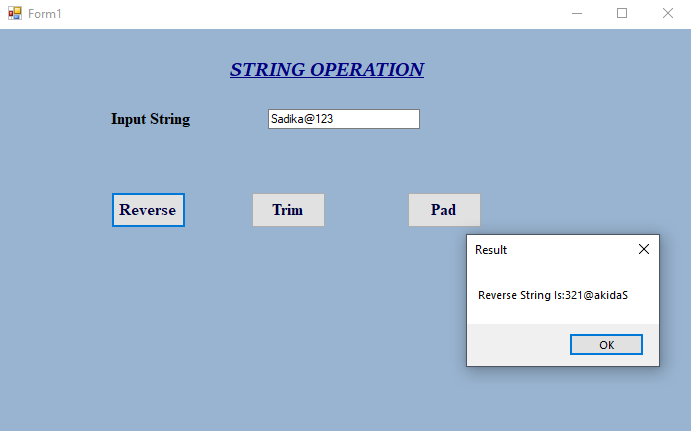 Form1
STRING OPERATION
Input String
Sadika@123
Reverse
Trim
Pad
Result
Reverse String Is:321@akidaS
OK